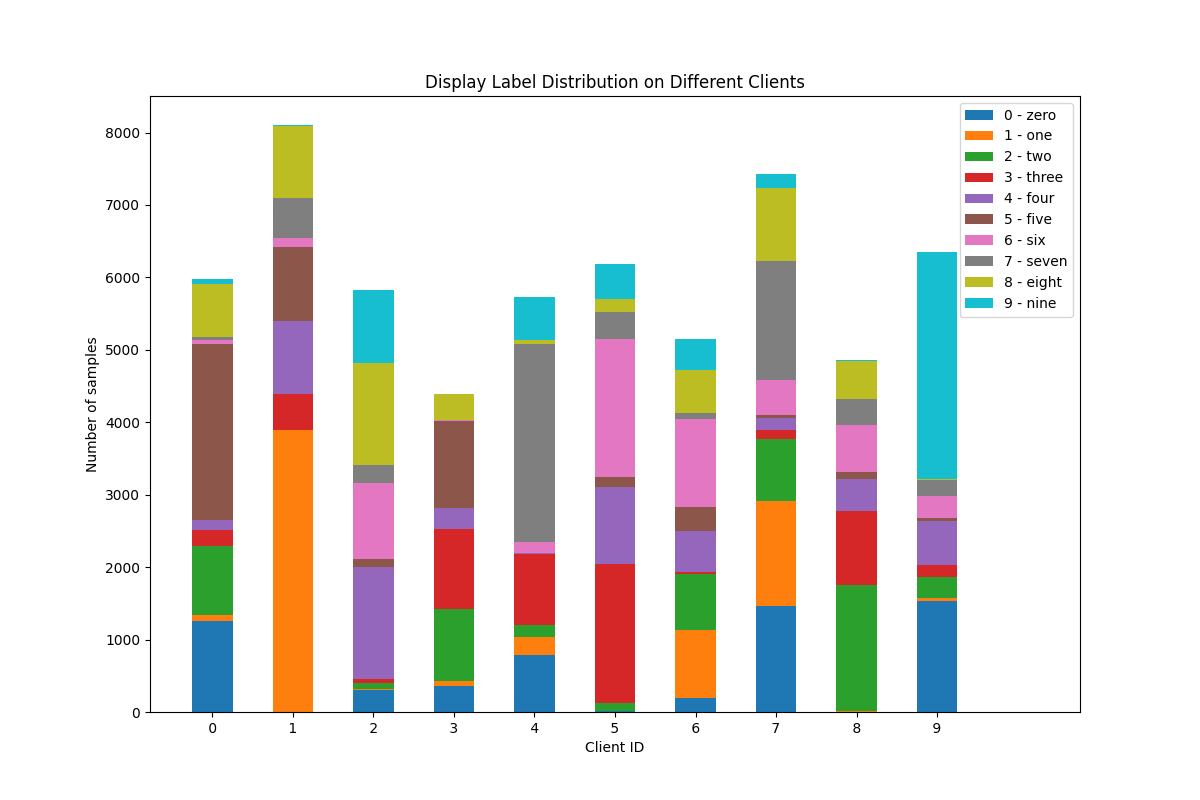 Display Label Distribution on Different Clients
Number of samples
8000
7000
6000
5000
4000
3000
2000
1000
0
0 1 2 3 4 5 6 7 8 9
Client ID
0 - zero
1 - one
2 - two
3 - three
4 - four
5 - five
6 - six
7 - seven
8 - eight
9 - nine